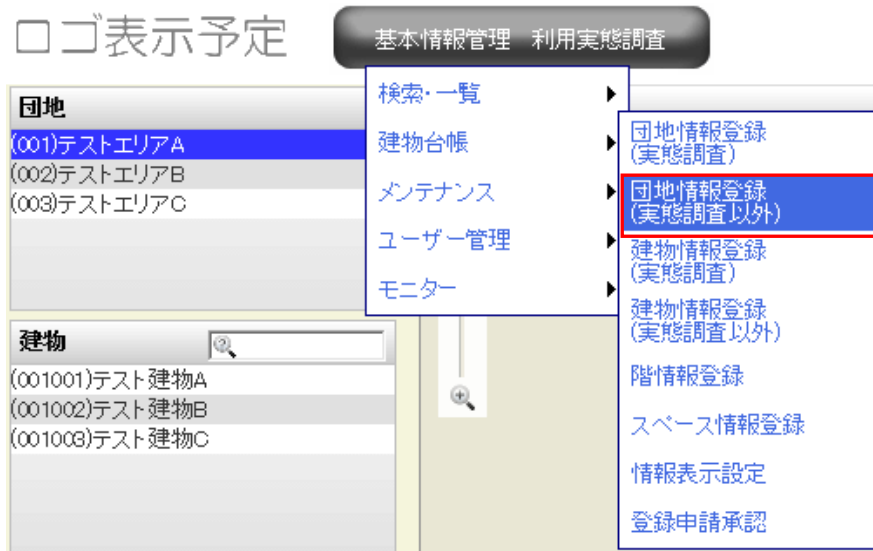 ロゴ表示予定
基本情報管理 利用実態調査
団地
(001)テストエリアA
(002)テストエリアB
(003)テストエリアC
建物
(001001)テスト建物A
(001002)テスト建物B
(001003)テスト建物C
検索・一覧
建物台帳
メンテナンス
ユーザー管理
モニター
団地情報登録
(実態調査)
団地情報登録
(実態調査以外)
建物情報登録
(実態調査)
建物情報登録
(実態調査以外)
階情報登録
スペース情報登録
情報表示設定
登録申請承認